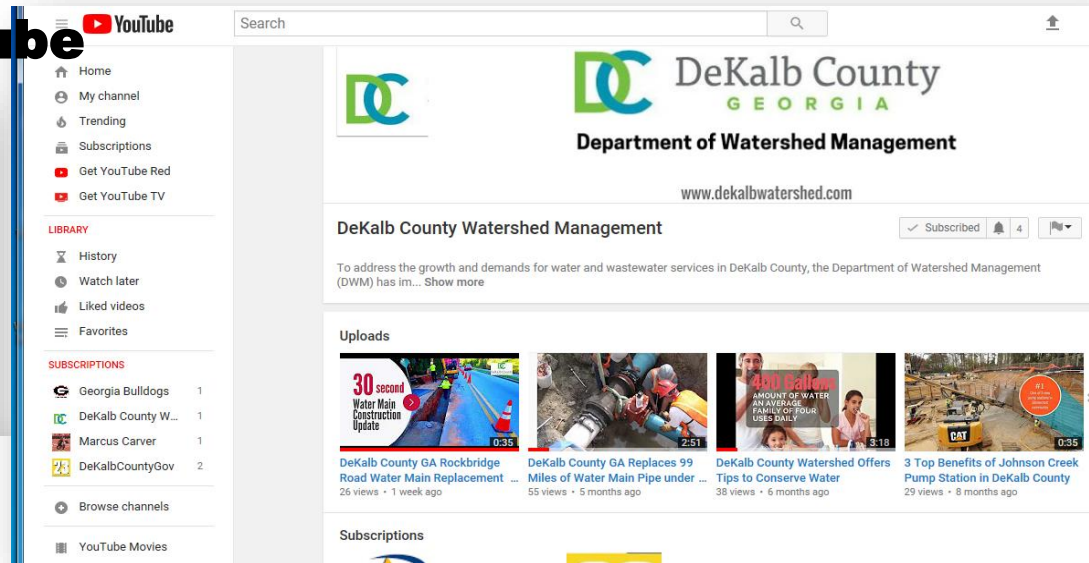 YouTube
Search
be
Home
My channel
Trending
Subscriptions
Get YouTube Red
Get YouTube TV
LIBRARY
History
Watch later
Liked videos
Favorites
SUBSCRIPTIONS
Georgia Bulldogs 1
DeKalb County W... 1
Marcus Carver 1
DeKalbCountyGov 2
Browse channels
YouTube Movies
DC
DC DeKalb County
GEORGIA
Department of Watershed Management
www.dekalbwatershed.com
DeKalb County Watershed Management
Subscribed 4
To address the growth and demands for water and wastewater services in DeKalb County, the Department of Watershed Management
(DWM) has im... Show more
Uploads
30 second
Water Main
Construction
Update
0:35
DeKalb County GA Rockbridge
Road Water Main Replacement ...
26 views • 1 week ago
2:51
DeKalb County GA Replaces 99
Miles of Water Main Pipe under ...
55 views • 5 months ago
400 Gallons
AMOUNT OF WATER
AN AVERAGE
FAMILY OF FOUR
USES DAILY
3:18
DeKalb County Watershed Offers
Tips to Conserve Water
38 views • 6 months ago
#1
CAT
0:35
3 Top Benefits of Johnson Creek
Pump Station in DeKalb County
29 views • 8 months ago
Subscriptions